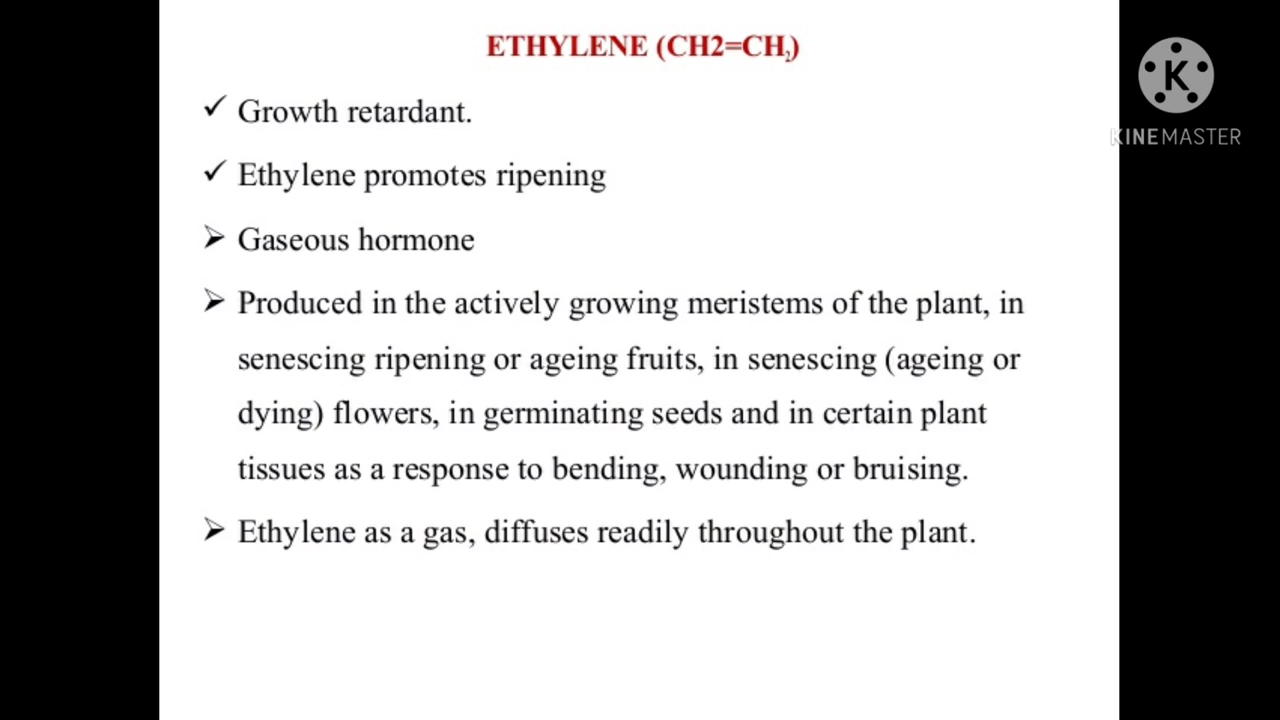 ETHYLENE (CH2=CH₂)
K
KINEMASTER
✓ Growth retardant.
✓ Ethylene promotes ripening
➢ Gaseous hormone
➢ Produced in the actively growing meristems of the plant, in
senescing ripening or ageing fruits, in senescing (ageing or
dying) flowers, in germinating seeds and in certain plant
tissues as a response to bending, wounding or bruising.
➢ Ethylene as a gas, diffuses readily throughout the plant.